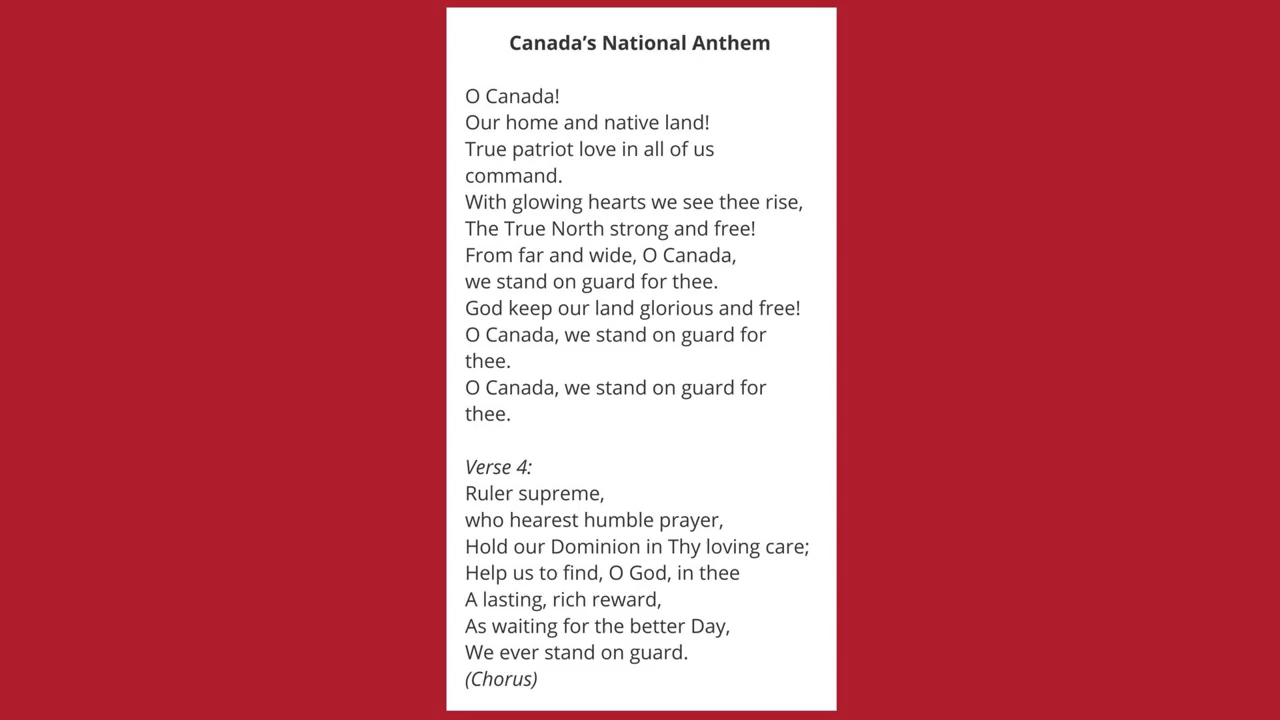 Canada’s National Anthem
O Canada!
Our home and native land!
True patriot love in all of us
command.
With glowing hearts we see thee rise,
The True North strong and free!
From far and wide, O Canada,
we stand on guard for thee.
God keep our land glorious and free!
O Canada, we stand on guard for
thee.
O Canada, we stand on guard for
thee.
Verse 4:
Ruler supreme,
who hearest humble prayer,
Hold our Dominion in Thy loving care;
Help us to find, O God, in thee
A lasting, rich reward,
As waiting for the better Day,
We ever stand on guard.
(Chorus)